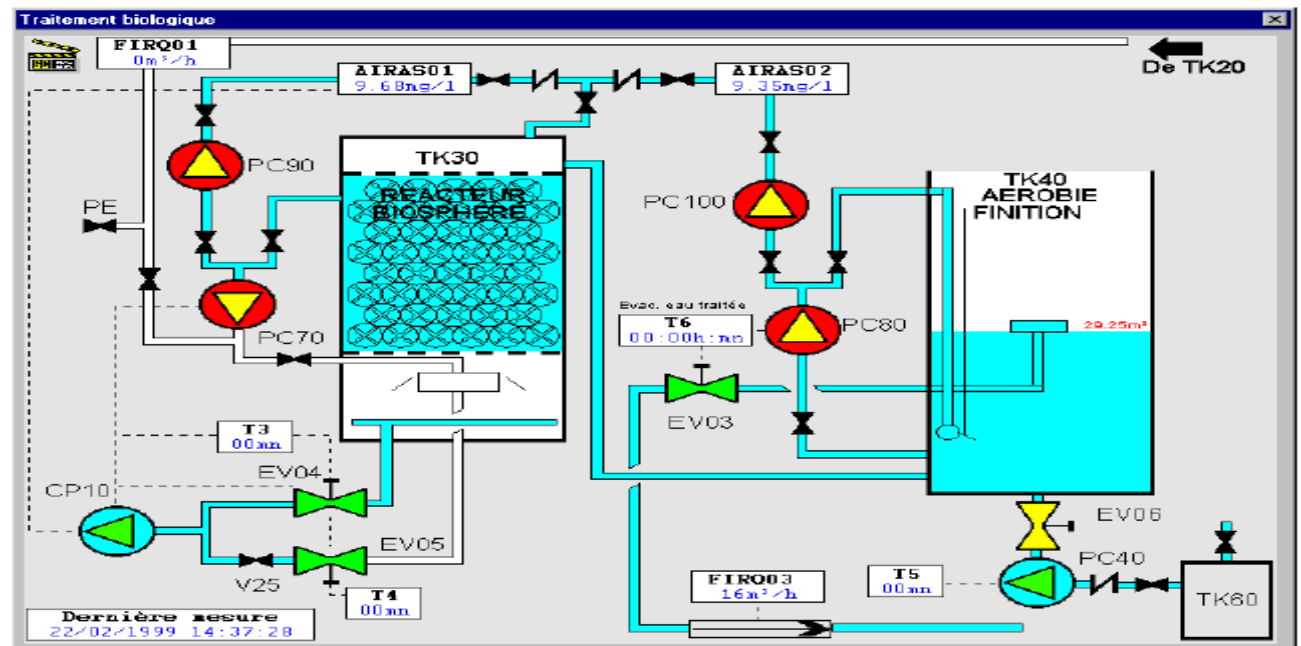 Traitement biologique
FIRQ01
0m³/h
De TK20
AIRAS01
9.68mg/l
AIRAS02
9.35mg/l
PC90
TK30
REACTEUR
BIOSPHÈRE
PC100
TK40
AEROBIE
FINITION
PE
Evac. eau traitée
T6
00:00h:mn
PC80
29.25m³
PC70
EV03
T3
00mn
EV04
CP10
EV06
EV05
V25
T4
00mn
FIRQ03
16m³/h
T5
00mn
PC40
TK60
Dernière mesure
22/02/1999 14:37:28